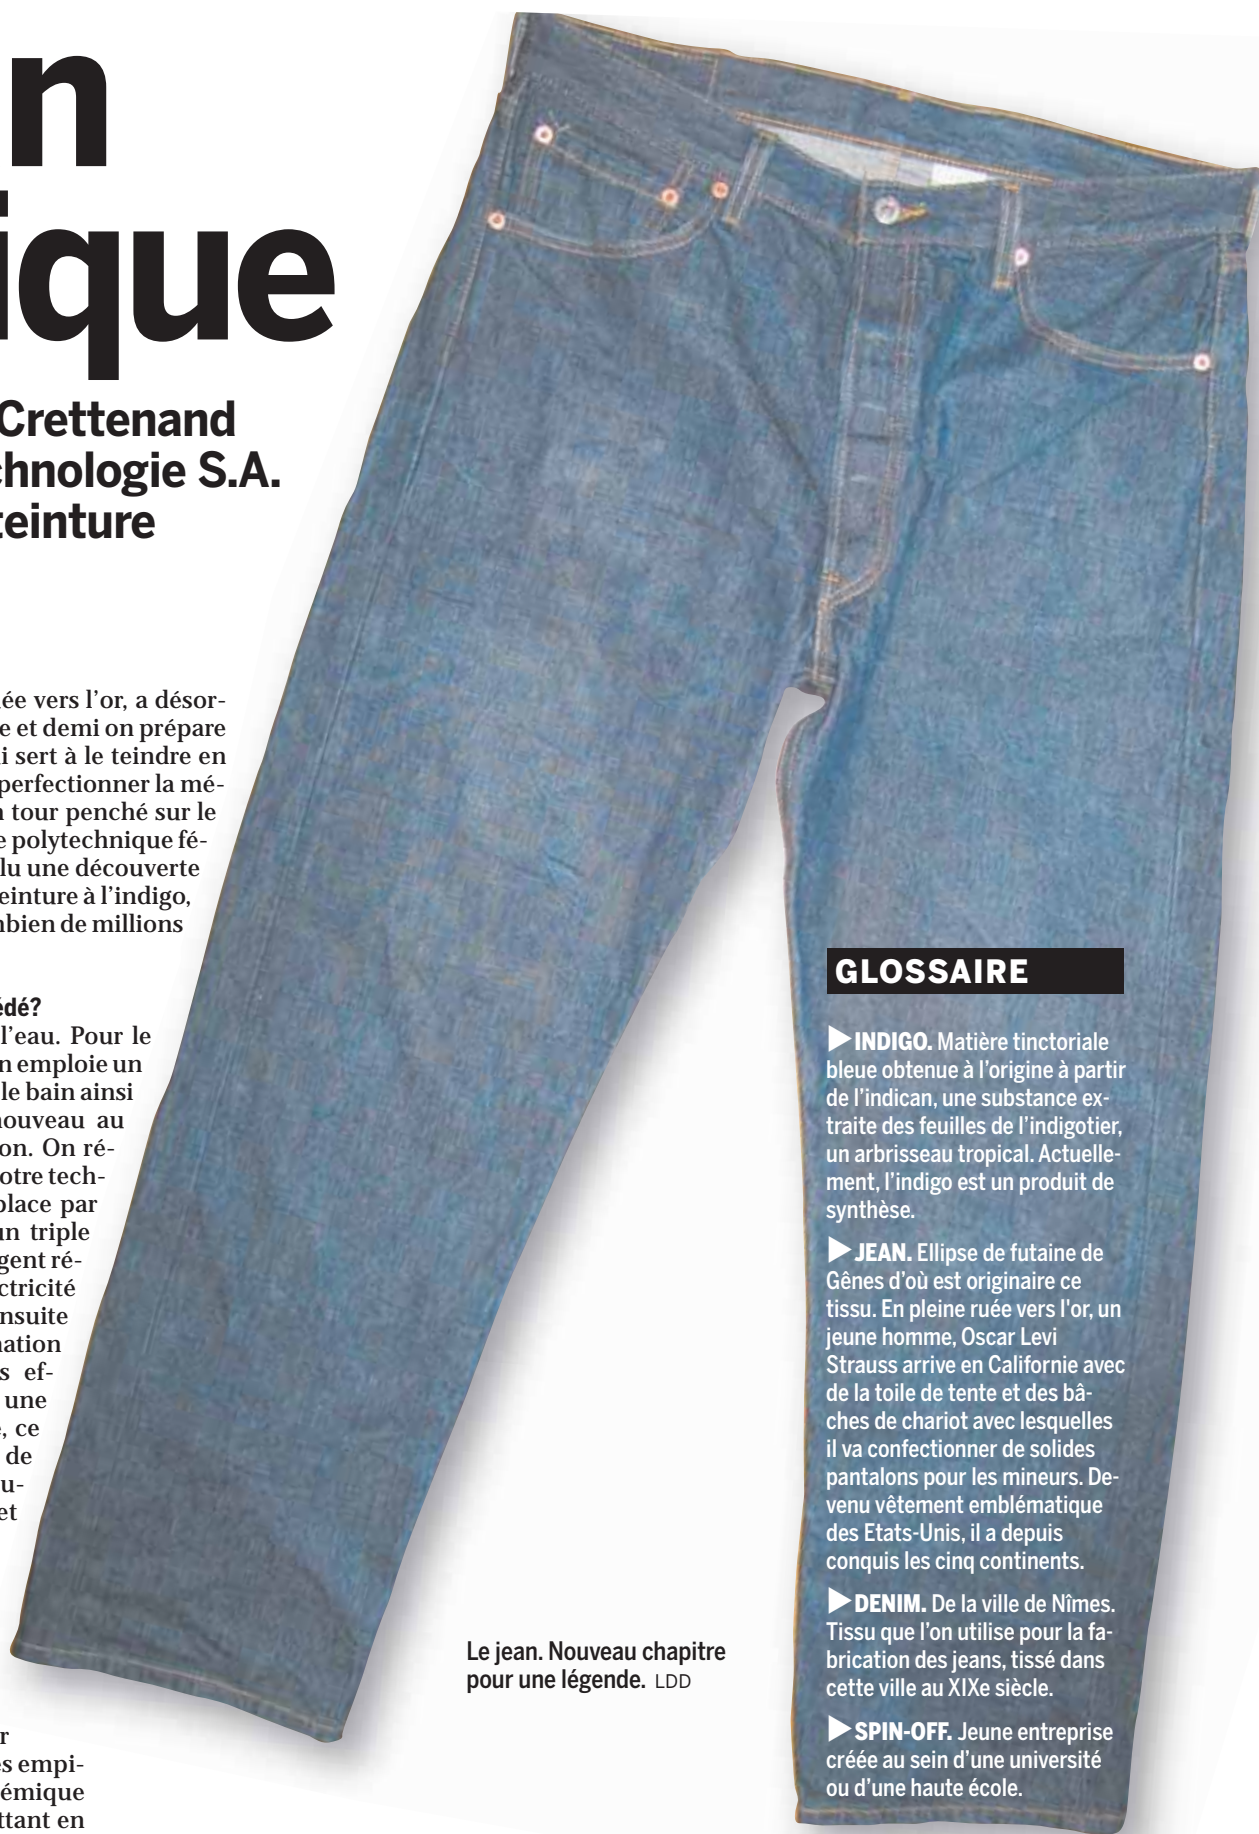 n
ique
Crettenand
chnologie S.A.
teinture
ée vers l'or, a désor-
e et demi on prépare
i sert à le teindre en
perfectionner la mé-
n tour penché sur le
e polytechnique fé-
lu une découverte
einture à l'indigo,
nbien de millions
édé?
l'eau. Pour le
n emploie un
le bain ainsi
nouveau au
on. On ré-
otre tech-
place par
un triple
gent ré-
ctricité
nsuite
nation
s ef-
une
, ce
de
u-
et
r
es empi-
émique
ttant en
Le jean. Nouveau chapitre
pour une légende. LDD
GLOSSAIRE
▶INDIGO. Matière tinctoriale
bleue obtenue à l'origine à partir
de l'indican, une substance ex-
traite des feuilles de l'indigotier,
un arbrisseau tropical. Actuelle-
ment, l'indigo est un produit de
synthèse.
▶JEAN. Ellipse de futaine de
Gênes d'où est originaire ce
tissu. En pleine ruée vers l'or, un
jeune homme, Oscar Levi
Strauss arrive en Californie avec
de la toile de tente et des bâ-
ches de chariot avec lesquelles
il va confectionner de solides
pantalons pour les mineurs. De-
venu vêtement emblématique
des Etats-Unis, il a depuis
conquis les cinq continents.
▶DENIM. De la ville de Nîmes.
Tissu que l'on utilise pour la fa-
brication des jeans, tissé dans
cette ville au XIXe siècle.
▶SPIN-OFF. Jeune entreprise
créée au sein d'une université
ou d'une haute école.